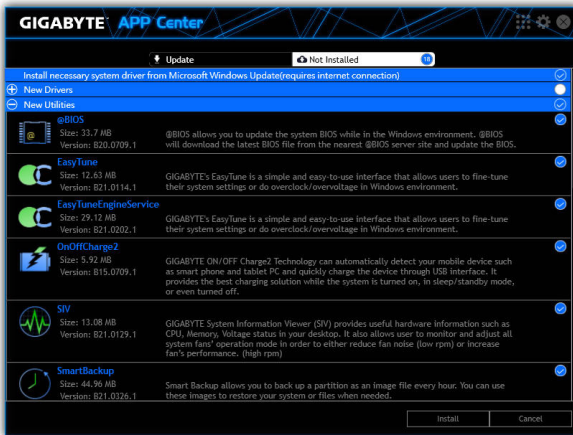 GIGABYTE™ APP Center
Update
Not Installed
18
Install necessary system driver from Microsoft Windows Update(requires internet connection)
New Drivers
New Utilities
@BIOS
Size: 33.7 MB
Version: B20.0709.1
@BIOS allows you to update the system BIOS while in the Windows environment. @BIOS
will download the latest BIOS file from the nearest @BIOS server site and update the BIOS.
EasyTune
Size: 12.63 MB
Version: B21.0114.1
GIGABYTE's EasyTune is a simple and easy-to-use interface that allows users to fine-tune
their system settings or do overclock/overvoltage in Windows environment.
EasyTuneEngineService
Size: 29.12 MB
Version: B21.0202.1
GIGABYTE's EasyTune is a simple and easy-to-use interface that allows users to fine-tune
their system settings or do overclock/overvoltage in Windows environment.
OnOffCharge2
Size: 5.92 MB
Version: B15.0709.1
GIGABYTE ON/OFF Charge2 Technology can automatically detect your mobile device such
as smart phone and tablet PC and quickly charge the device through USB interface. It
provides the best charging solution while the system is turned on, in sleep/standby mode,
or even turned off.
SIV
Size: 13.08 MB
Version: B21.0129.1
GIGABYTE System Information Viewer (SIV) provides useful hardware information such as
CPU, Memory, Voltage status in your desktop. It also allows user to monitor and adjust all
system fans' operation mode in order to either reduce fan noise (low rpm) or increase
fan's performance. (high rpm)
SmartBackup
Size: 44.96 MB
Version: B21.0326.1
Smart Backup allows you to back up a partition as an image file every hour. You can use
these images to restore your system or files when needed.
Install
Cancel